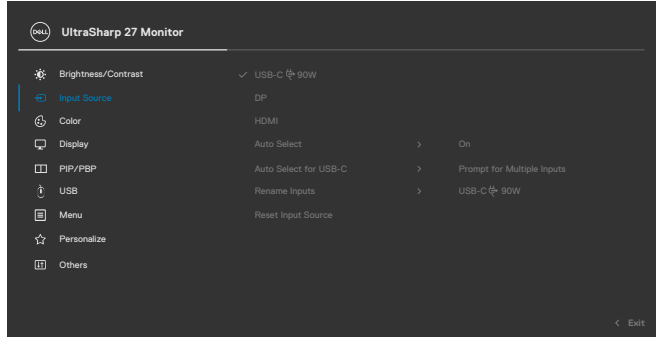 DELL UltraSharp 27 Monitor
Brightness/Contrast ✓ USB-C 90W
Input Source DP
Color HDMI
Display Auto Select > On
PIP/PBP Auto Select for USB-C > Prompt for Multiple Inputs
USB Rename Inputs > USB-C 90W
Menu Reset Input Source
Personalize
Others
< Exit